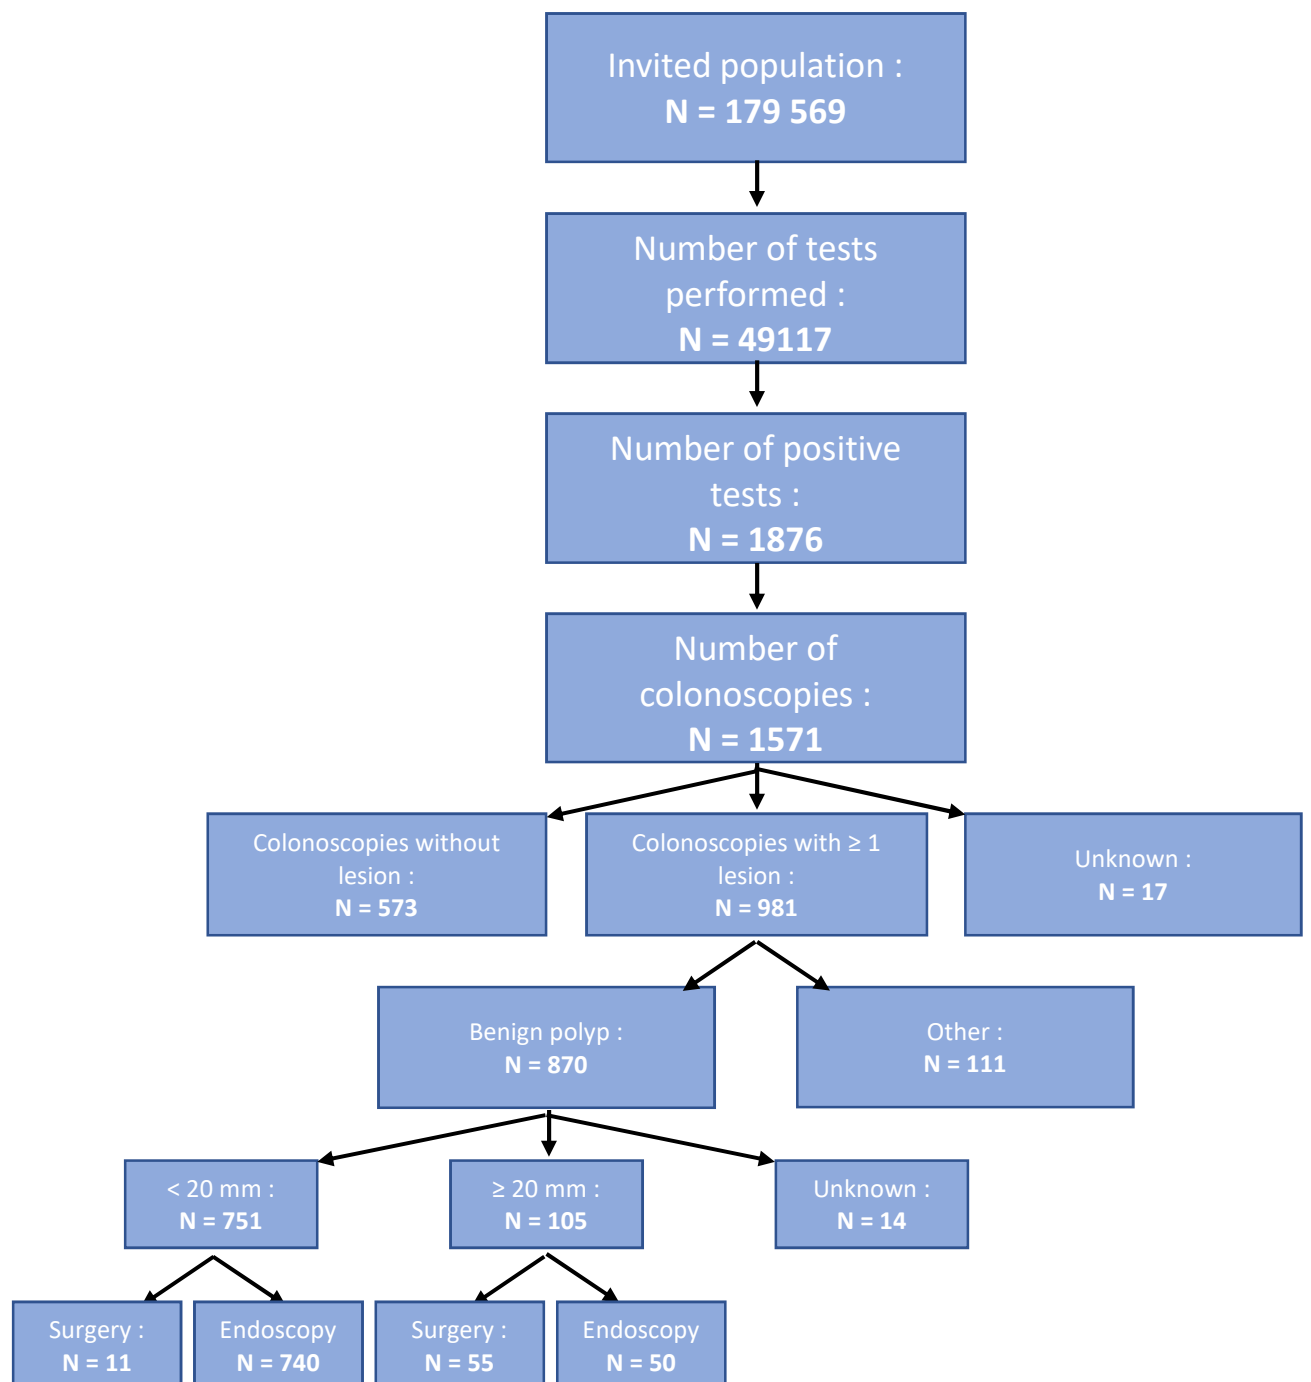 Invited population :
N = 179 569
Number of tests
performed :
N = 49117
Number of positive
tests :
N = 1876
Number of
colonoscopies :
N = 1571
Colonoscopies without
lesion :
N = 573
Colonoscopies with ≥ 1
lesion :
N = 981
Unknown :
N = 17
Benign polyp :
N = 870
Other :
N = 111
< 20 mm :
N = 751
≥ 20 mm :
N = 105
Unknown :
N = 14
Surgery :
N = 11
Endoscopy
N = 740
Surgery :
N = 55
Endoscopy
N = 50